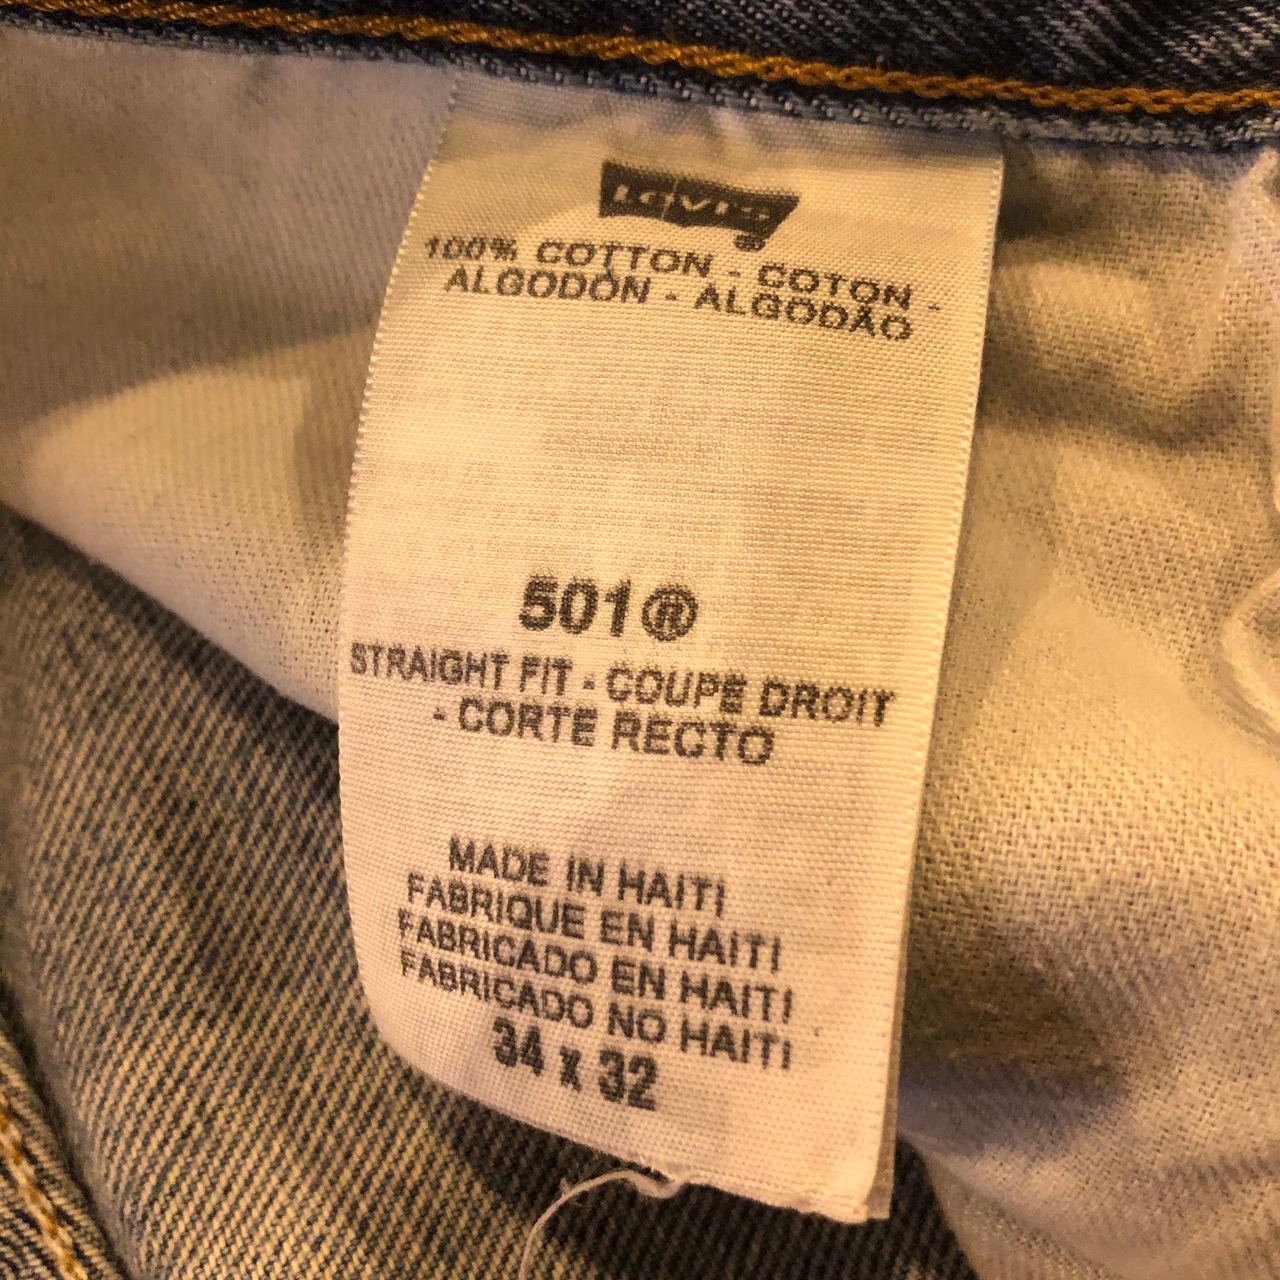 Levi's
100% COTTON - COTON -
ALGODÓN - ALGODÃO
501®
STRAIGHT FIT - COUPE DROIT
- CORTE RECTO
MADE IN HAITI
FABRIQUE EN HAITI
FABRICADO EN HAITI
FABRICADO NO HAITI
34 x 32